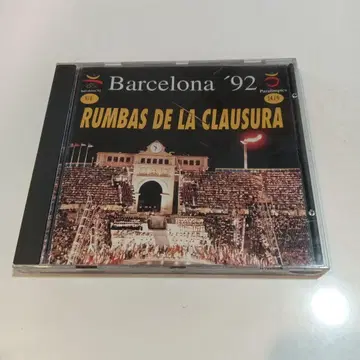 Barcelona ´92
RUMBAS DE LA CLAUSURA